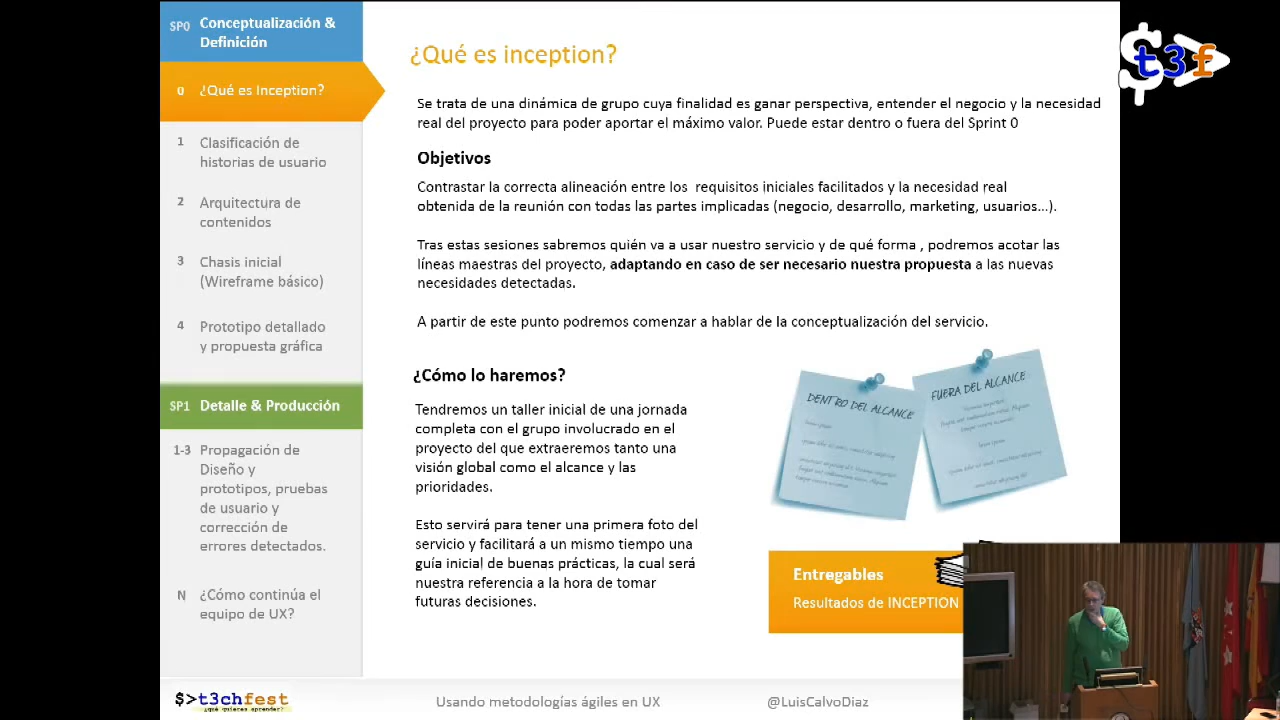 SP0 Conceptualización &
Definición
0 ¿Qué es Inception?
1 Clasificación de
historias de usuario
2 Arquitectura de
contenidos
3 Chasis inicial
(Wireframe básico)
4 Prototipo detallado
y propuesta gráfica
SP1 Detalle & Producción
1-3 Propagación de
Diseño y
prototipos, pruebas
de usuario y
corrección de
errores detectados.
N ¿Cómo continúa el
equipo de UX?
¿Qué es inception?
Se trata de una dinámica de grupo cuya finalidad es ganar perspectiva, entender el negocio y la necesidad
real del proyecto para poder aportar el máximo valor. Puede estar dentro o fuera del Sprint 0
Objetivos
Contrastar la correcta alineación entre los requisitos iniciales facilitados y la necesidad real
obtenida de la reunión con todas las partes implicadas (negocio, desarrollo, marketing, usuarios...).
Tras estas sesiones sabremos quién va a usar nuestro servicio y de qué forma , podremos acotar las
líneas maestras del proyecto, adaptando en caso de ser necesario nuestra propuesta a las nuevas
necesidades detectadas.
A partir de este punto podremos comenzar a hablar de la conceptualización del servicio.
¿Cómo lo haremos?
Tendremos un taller inicial de una jornada
completa con el grupo involucrado en el
proyecto del que extraeremos tanto una
visión global como el alcance y las
prioridades.
Esto servirá para tener una primera foto del
servicio y facilitará a un mismo tiempo una
guía inicial de buenas prácticas, la cual será
nuestra referencia a la hora de tomar
futuras decisiones.
DENTRO DEL ALCANCE
FUERA DEL ALCANCE
Entregables
Resultados de INCEPTION
$>t3chfest
¿qué quieres aprender?
Usando metodologías ágiles en UX
@LuisCalvoDiaz
$ t3f